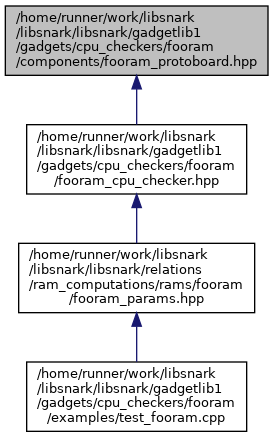 /home/runner/work/libsnark
/libsnark/libsnark/gadgetlib1
/gadgets/cpu_checkers/fooram
/components/fooram_protoboard.hpp
/home/runner/work/libsnark
/libsnark/libsnark/gadgetlib1
/gadgets/cpu_checkers/fooram
/fooram_cpu_checker.hpp
/home/runner/work/libsnark
/libsnark/libsnark/relations
/ram_computations/rams/fooram
/fooram_params.hpp
/home/runner/work/libsnark
/libsnark/libsnark/gadgetlib1
/gadgets/cpu_checkers/fooram
/examples/test_fooram.cpp